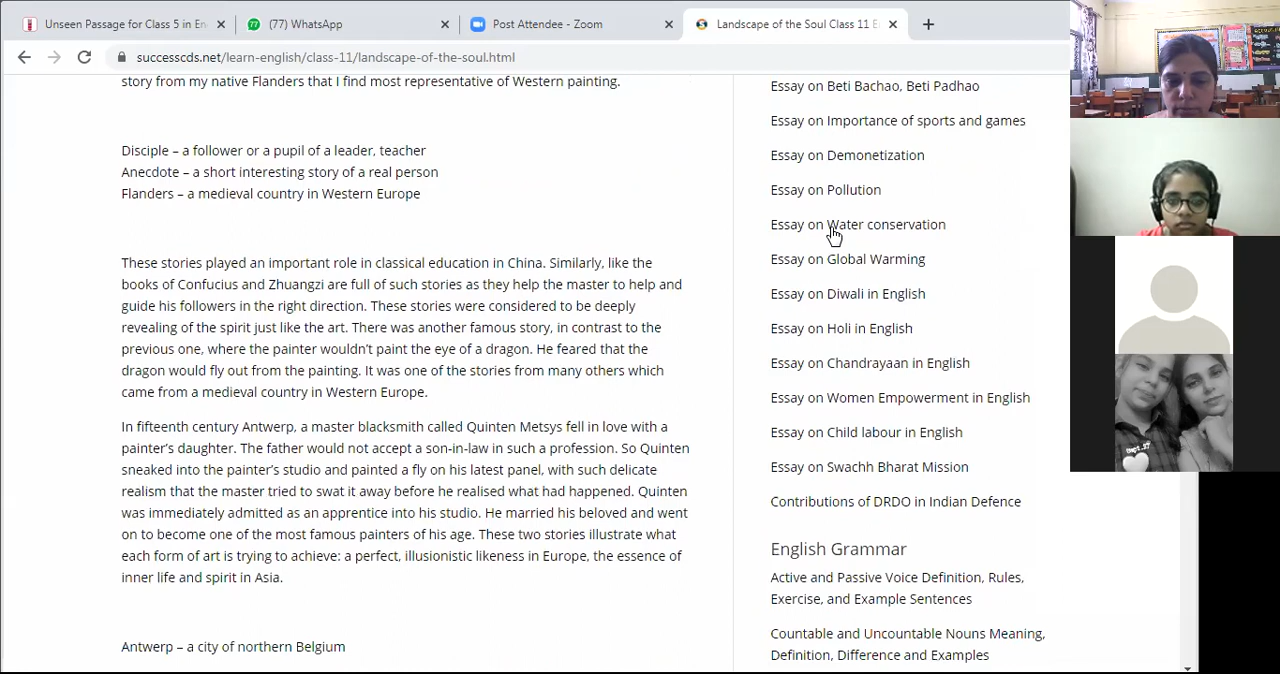 Unseen Passage for Class 5 in En
(77) WhatsApp
Post Attendee - Zoom
Landscape of the Soul Class 11 E
successcds.net/learn-english/class-11/landscape-of-the-soul.html
story from my native Flanders that I find most representative of Western painting.
Disciple – a follower or a pupil of a leader, teacher
Anecdote – a short interesting story of a real person
Flanders – a medieval country in Western Europe
These stories played an important role in classical education in China. Similarly, like the
books of Confucius and Zhuangzi are full of such stories as they help the master to help and
guide his followers in the right direction. These stories were considered to be deeply
revealing of the spirit just like the art. There was another famous story, in contrast to the
previous one, where the painter wouldn’t paint the eye of a dragon. He feared that the
dragon would fly out from the painting. It was one of the stories from many others which
came from a medieval country in Western Europe.
In fifteenth century Antwerp, a master blacksmith called Quinten Metsys fell in love with a
painter’s daughter. The father would not accept a son-in-law in such a profession. So Quinten
sneaked into the painter’s studio and painted a fly on his latest panel, with such delicate
realism that the master tried to swat it away before he realised what had happened. Quinten
was immediately admitted as an apprentice into his studio. He married his beloved and went
on to become one of the most famous painters of his age. These two stories illustrate what
each form of art is trying to achieve: a perfect, illusionistic likeness in Europe, the essence of
inner life and spirit in Asia.
Antwerp – a city of northern Belgium
Essay on Beti Bachao, Beti Padhao
Essay on Importance of sports and games
Essay on Demonetization
Essay on Pollution
Essay on Water conservation
Essay on Global Warming
Essay on Diwali in English
Essay on Holi in English
Essay on Chandrayaan in English
Essay on Women Empowerment in English
Essay on Child labour in English
Essay on Swachh Bharat Mission
Contributions of DRDO in Indian Defence
English Grammar
Active and Passive Voice Definition, Rules,
Exercise, and Example Sentences
Countable and Uncountable Nouns Meaning,
Definition, Difference and Examples